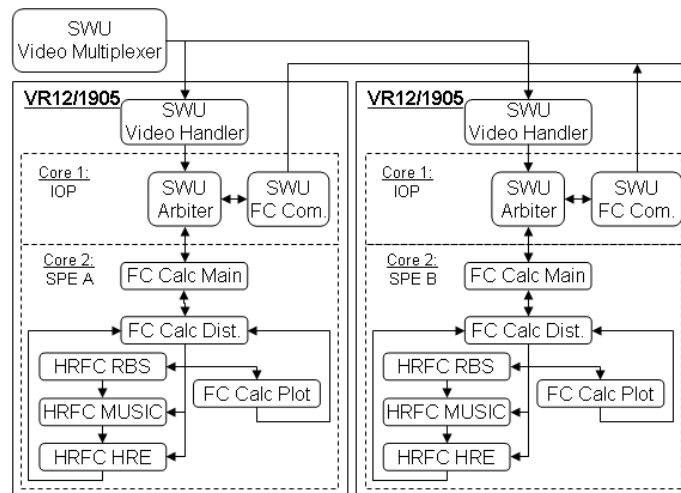 SWU
Video Multiplexer
VR12/1905
SWU
Video Handler
Core 1:
IOP
SWU
Arbiter
SWU
FC Com.
Core 2:
SPE A
FC Calc Main
FC Calc Dist.
HRFC RBS
FC Calc Plot
HRFC MUSIC
HRFC HRE
VR12/1905
SWU
Video Handler
Core 1:
IOP
SWU
Arbiter
SWU
FC Com.
Core 2:
SPE B
FC Calc Main
FC Calc Dist.
HRFC RBS
FC Calc Plot
HRFC MUSIC
HRFC HRE